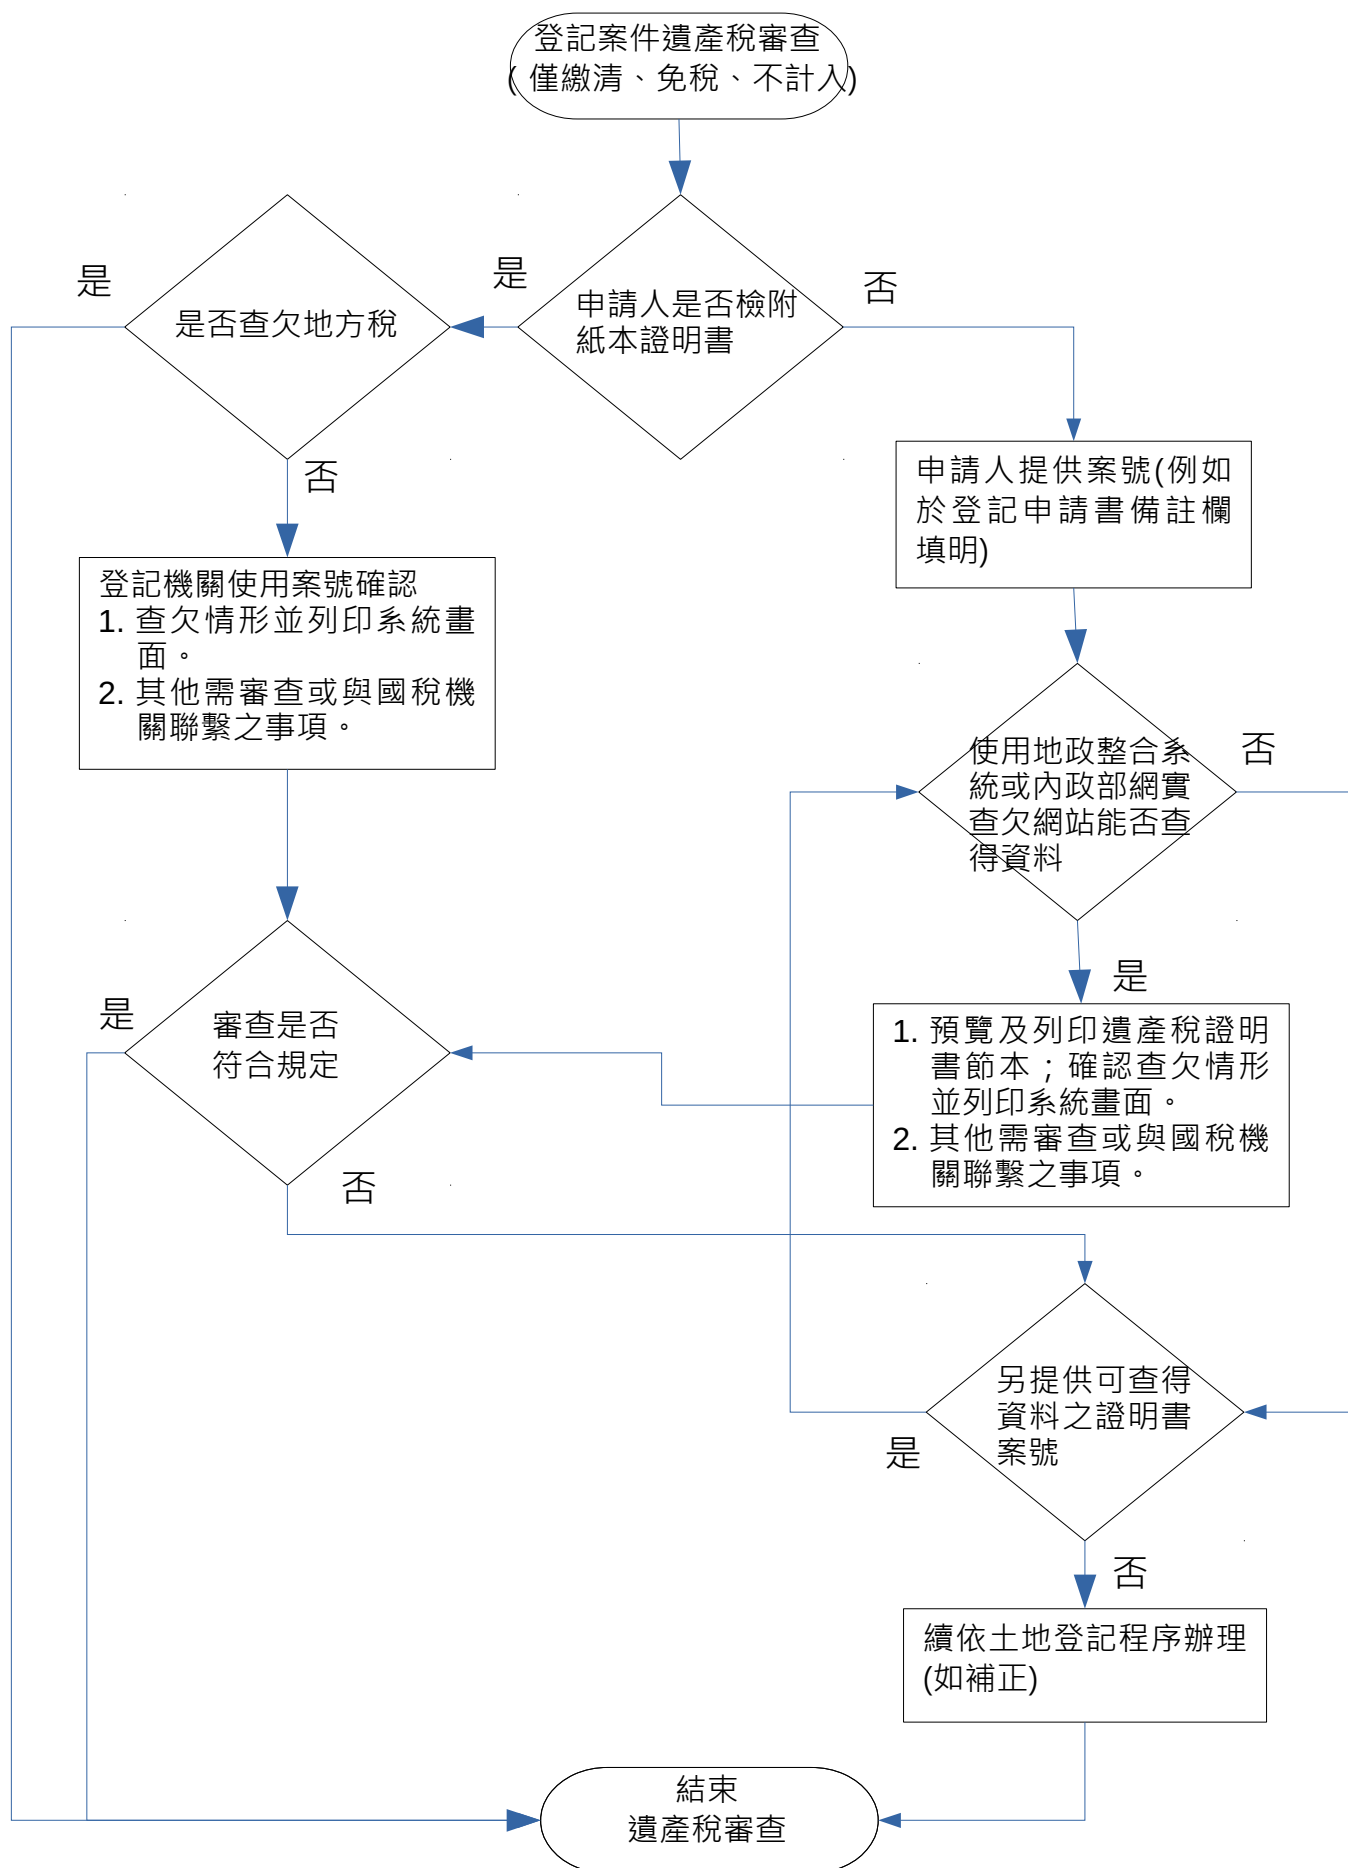 登記案件遺產稅審查
( 僅繳清、免稅、不計入)
是
是否查欠地方稅
是
申請人是否檢附
紙本證明書
否
否
申請人提供案號(例如
於登記申請書備註欄
填明)
登記機關使用案號確認
1. 查欠情形並列印系統畫
面。
2. 其他需審查或與國稅機
關聯繫之事項。
使用地政整合系
統或內政部網實
查欠網站能否查
得資料
否
是
是
審查是否
符合規定
否
1. 預覽及列印遺產稅證明
書節本；確認查欠情形
並列印系統畫面。
2. 其他需審查或與國稅機
關聯繫之事項。
另提供可查得
資料之證明書
案號
是
否
續依土地登記程序辦理
(如補正)
結束
遺產稅審查